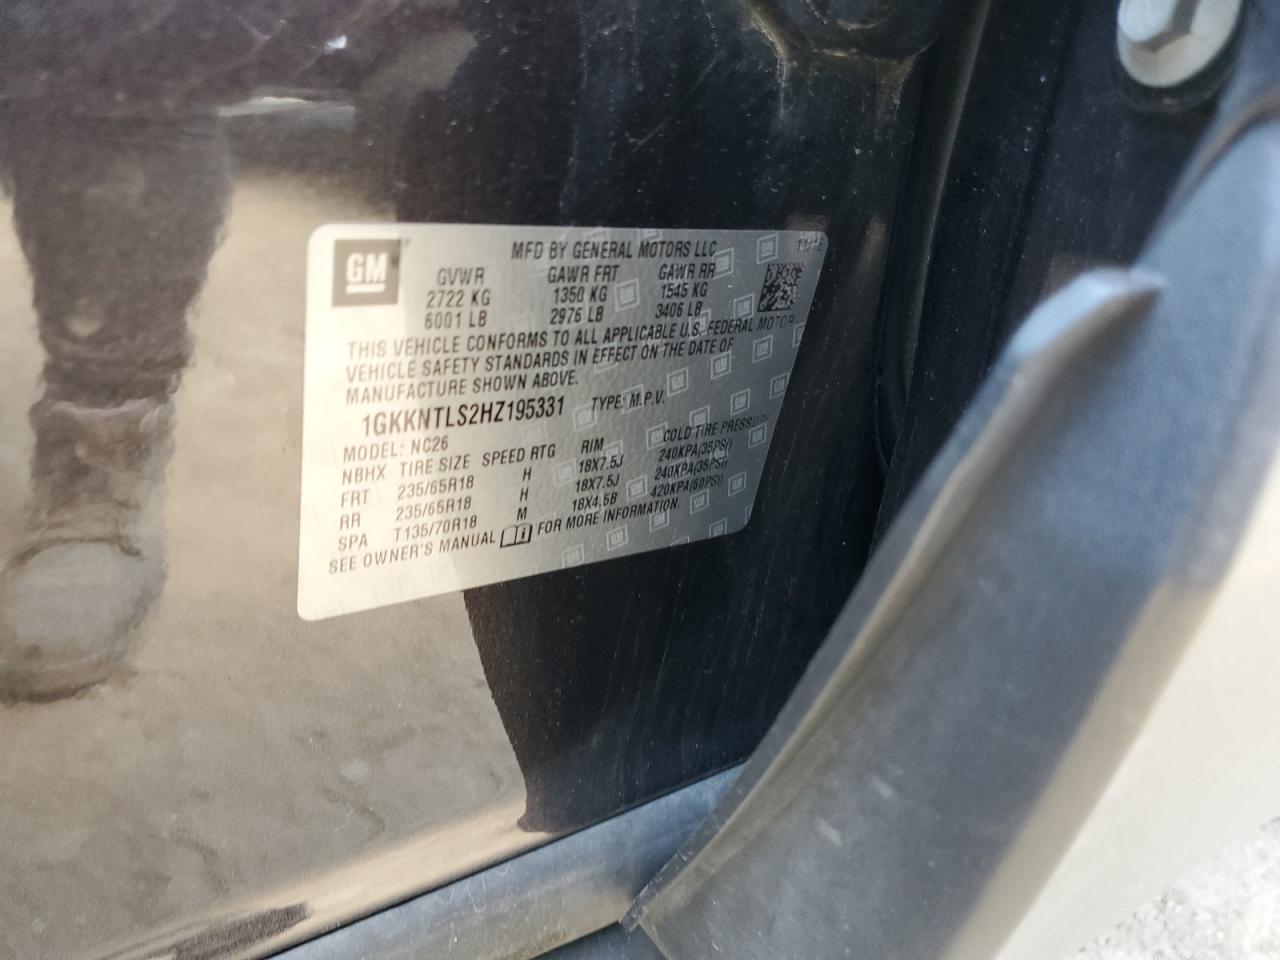 GM
MFD BY GENERAL MOTORS LLC
GVWR GAWR FRT GAWR RR
2722 KG 1350 KG 1545 KG
6001 LB 2976 LB 3406 LB
THIS VEHICLE CONFORMS TO ALL APPLICABLE U.S. FEDERAL MOTOR
VEHICLE SAFETY STANDARDS IN EFFECT ON THE DATE OF
MANUFACTURE SHOWN ABOVE.
1GKKNTLS2HZ195331 TYPE: M.P.V.
MODEL: NC26
NBHX TIRE SIZE SPEED RTG RIM COLD TIRE PRESSURE
FRT 235/65R18 H 18X7.5J 240KPA(35PSI)
RR 235/65R18 H 18X7.5J 240KPA(35PSI)
SPA T135/70R18 M 18X4.5B 420KPA(60PSI)
SEE OWNER'S MANUAL FOR MORE INFORMATION.